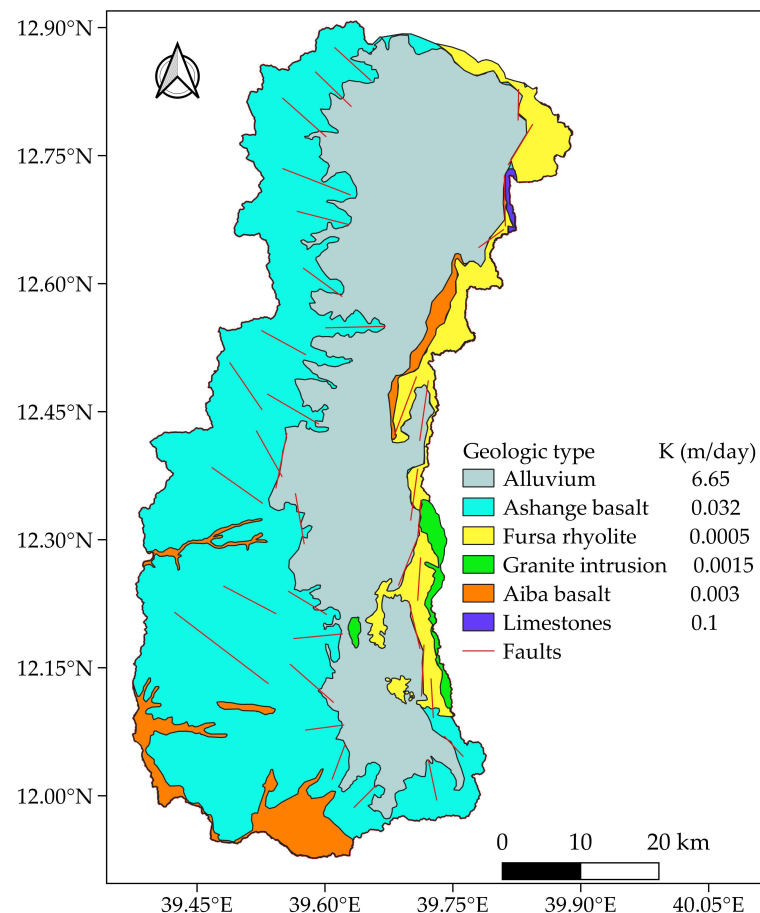 12.90°N
12.75°N
12.60°N
12.45°N
12.30°N
12.15°N
12.00°N
Geologic type K (m/day)
Alluvium 6.65
Ashange basalt 0.032
Fursa rhyolite 0.0005
Granite intrusion 0.0015
Aiba basalt 0.003
Limestones 0.1
Faults
0 10 20 km
39.45°E 39.60°E 39.75°E 39.90°E 40.05°E